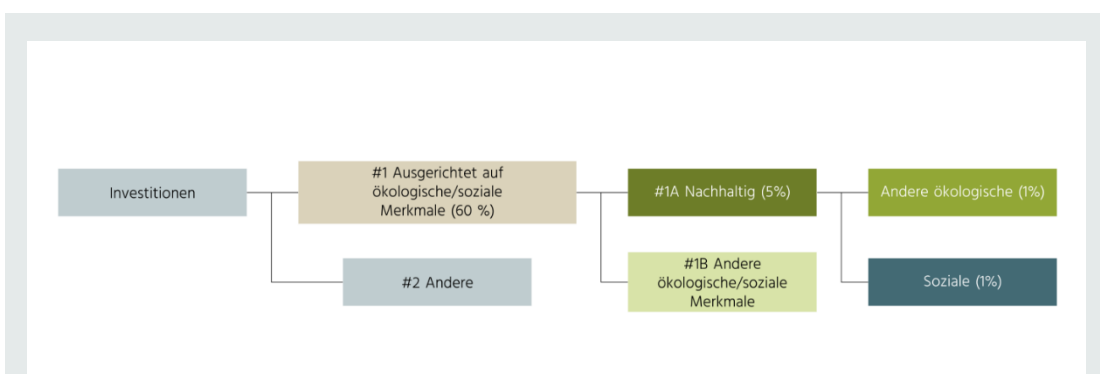 Investitionen
#1 Ausgerichtet auf
ökologische/soziale
Merkmale (60 %)
#1A Nachhaltig (5%)
Andere ökologische (1%)
#2 Andere
#1B Andere
ökologische/soziale
Merkmale
Soziale (1%)